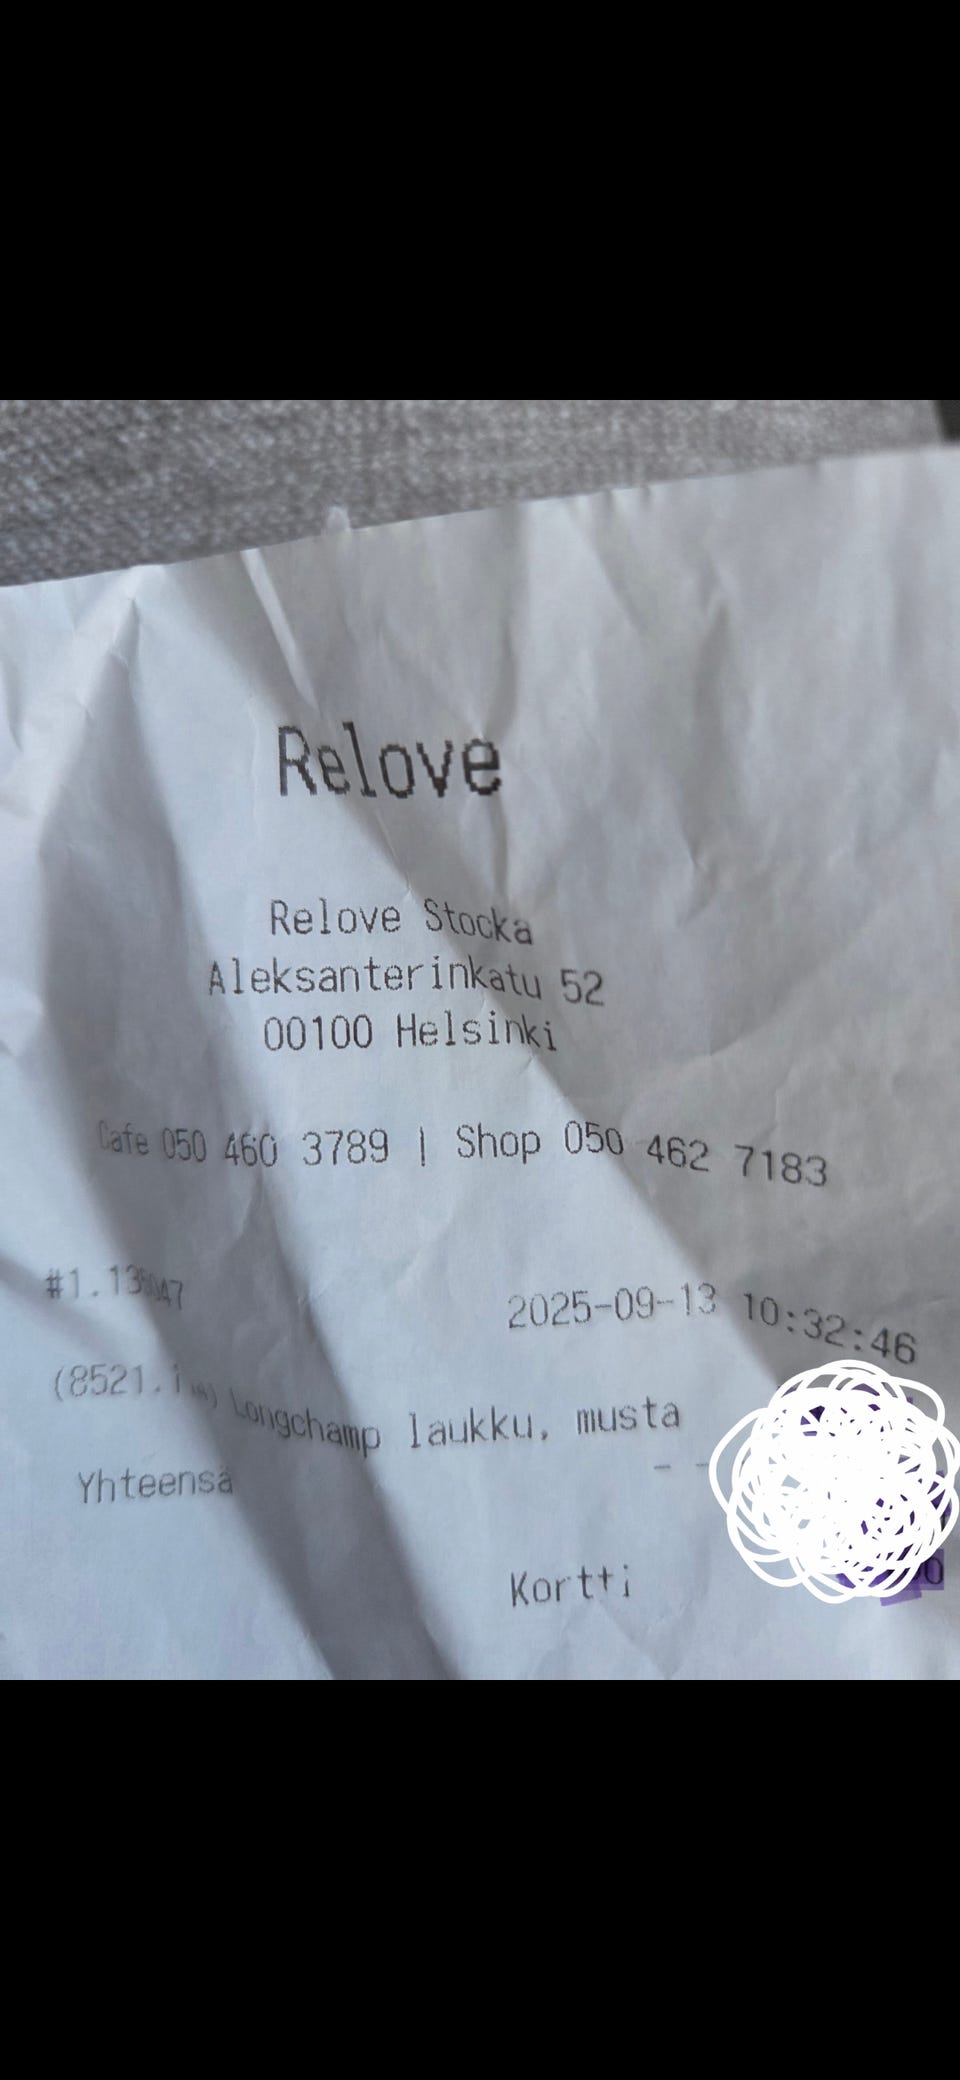 Relove
Relove Stocka
Aleksanterinkatu 52
00100 Helsinki
Cafe 050 460 3789 | Shop 050 462 7183
2025-09-13 10:32:46
Longchamp laukku, musta
Yhteensä
Kortti